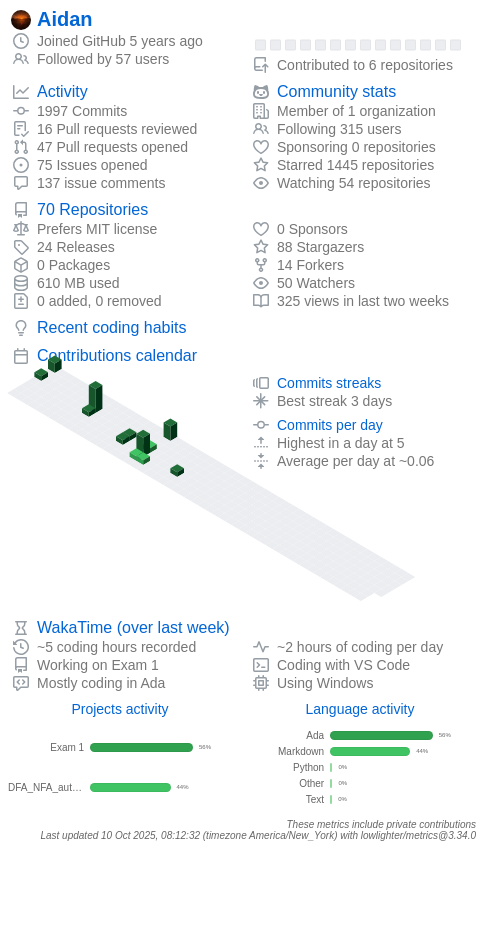 Aidan
Joined GitHub 5 years ago
Followed by 57 users
Contributed to 6 repositories
Activity
1997 Commits
16 Pull requests reviewed
47 Pull requests opened
75 Issues opened
137 issue comments
Community stats
Member of 1 organization
Following 315 users
Sponsoring 0 repositories
Starred 1445 repositories
Watching 54 repositories
70 Repositories
Prefers MIT license
24 Releases
0 Packages
610 MB used
0 added, 0 removed
0 Sponsors
88 Stargazers
14 Forkers
50 Watchers
325 views in last two weeks
Recent coding habits
Contributions calendar
Commits streaks
Best streak 3 days
Commits per day
Highest in a day at 5
Average per day at ~0.06
WakaTime (over last week)
~5 coding hours recorded
Working on Exam 1
Mostly coding in Ada
~2 hours of coding per day
Coding with VS Code
Using Windows
Projects activity
Exam 1 56%
DFA_NFA_aut... 44%
Language activity
Ada 56%
Markdown 44%
Python 0%
Other 0%
Text 0%
These metrics include private contributions
Last updated 10 Oct 2025, 08:12:32 (timezone America/New_York) with lowlighter/metrics@3.34.0